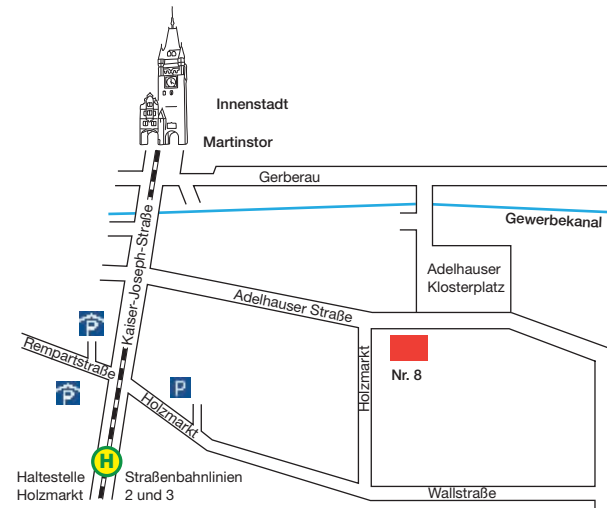 Innenstadt
Martinstor
Gerberau
Gewerbekanal
Kaiser-Joseph-Straße
Adelhauser
Klosterplatz
Adelhauser Straße
P
Rempartstraße
Nr. 8
P
P
Holzmarkt
Holzmarkt
H
Haltestelle
Holzmarkt
Straßenbahnlinien
2 und 3
Wallstraße